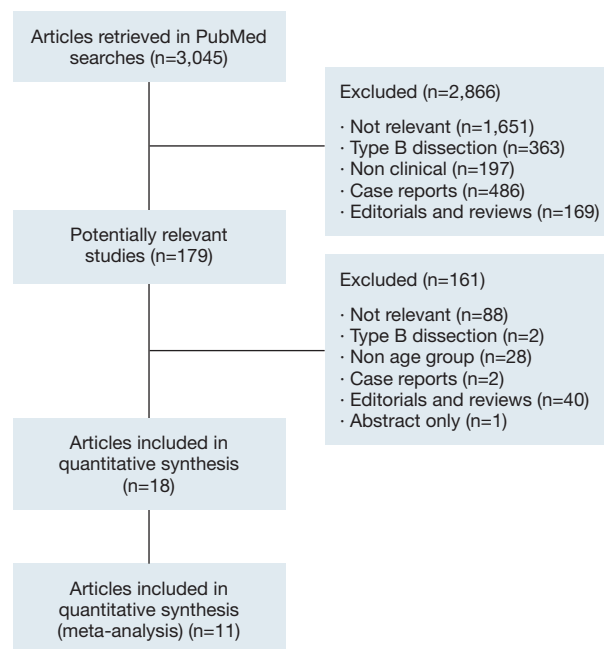 Articles retrieved in PubMed
searches (n=3,045)
Excluded (n=2,866)
· Not relevant (n=1,651)
· Type B dissection (n=363)
· Non clinical (n=197)
· Case reports (n=486)
· Editorials and reviews (n=169)
Potentially relevant
studies (n=179)
Excluded (n=161)
· Not relevant (n=88)
· Type B dissection (n=2)
· Non age group (n=28)
· Case reports (n=2)
· Editorials and reviews (n=40)
· Abstract only (n=1)
Articles included in
quantitative synthesis
(n=18)
Articles included in
quantitative synthesis
(meta-analysis) (n=11)